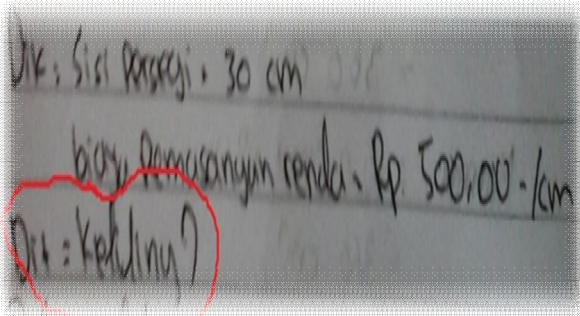 Dik : Sisi persegi = 30 cm
biaya pemasangan renda = Rp. 500,00-/cm
Dit = Keliling?